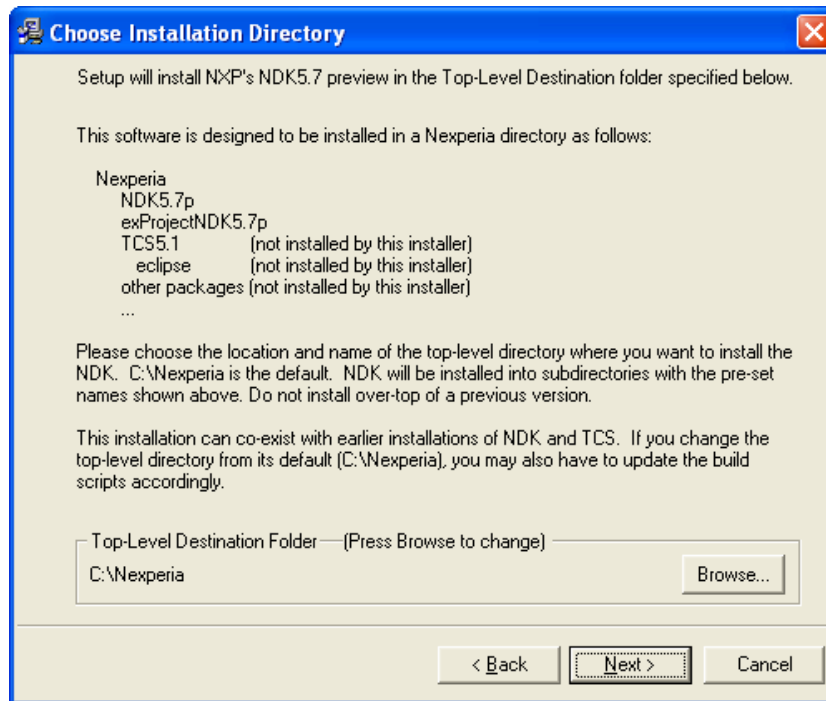 Choose Installation Directory
Setup will install NXP's NDK5.7 preview in the Top-Level Destination folder specified below.
This software is designed to be installed in a Nexperia directory as follows:
Nexperia
NDK5.7p
exProjectNDK5.7p
TCS5.1 (not installed by this installer)
eclipse (not installed by this installer)
other packages (not installed by this installer)
...
Please choose the location and name of the top-level directory where you want to install the
NDK. C:\Nexperia is the default. NDK will be installed into subdirectories with the pre-set
names shown above. Do not install over-top of a previous version.
This installation can co-exist with earlier installations of NDK and TCS. If you change the
top-level directory from its default (C:\Nexperia), you may also have to update the build
scripts accordingly.
Top-Level Destination Folder (Press Browse to change)
C:\Nexperia Browse...
< Back Next > Cancel